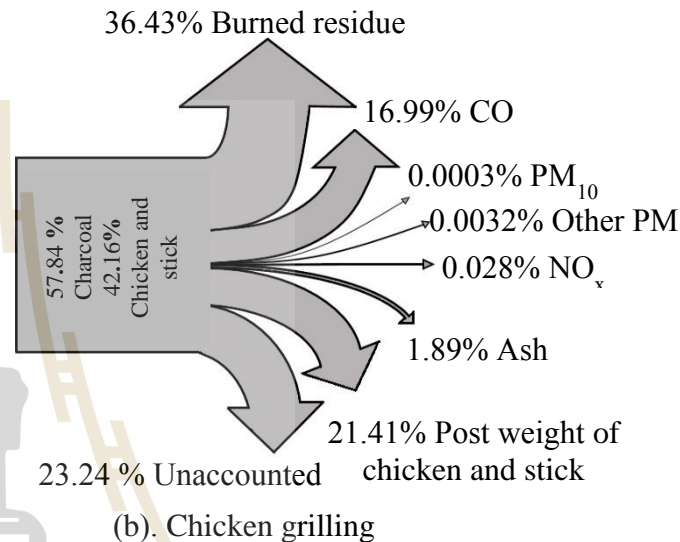 36.43% Burned residue
16.99% CO
0.0003% PM₁₀
0.0032% Other PM
0.028% NOₓ
57.84 %
Charcoal
42.16%
Chicken and
stick
1.89% Ash
21.41% Post weight of
chicken and stick
23.24 % Unaccounted
(b). Chicken grilling